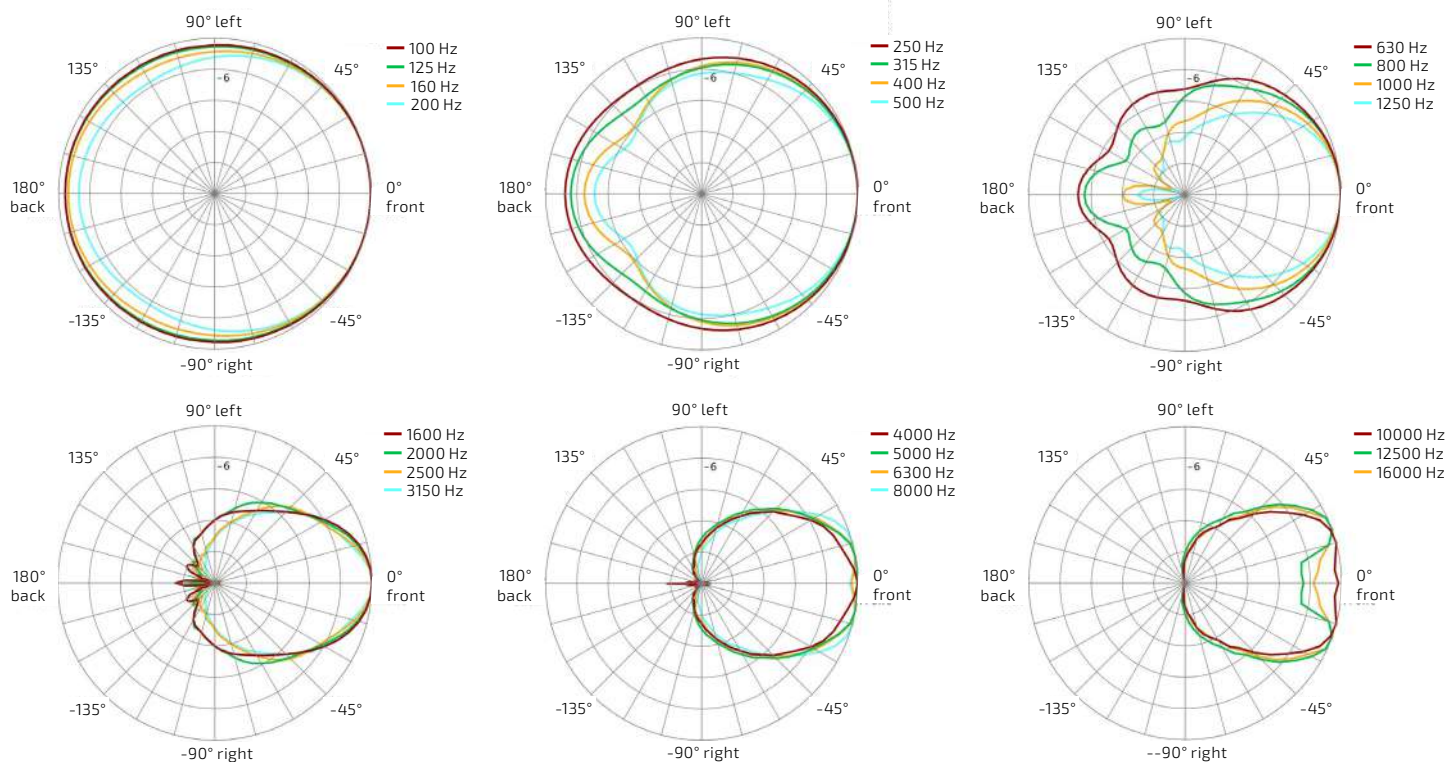 90° left
135°
45°
-6
180°
back
0°
front
-135°
-45°
-90° right
100 Hz
125 Hz
160 Hz
200 Hz
90° left
135°
45°
-6
180°
back
0°
front
-135°
-45°
-90° right
250 Hz
315 Hz
400 Hz
500 Hz
90° left
135°
45°
-6
180°
back
0°
front
-135°
-45°
-90° right
630 Hz
800 Hz
1000 Hz
1250 Hz
90° left
135°
45°
-6
180°
back
0°
front
-135°
-45°
-90° right
1600 Hz
2000 Hz
2500 Hz
3150 Hz
90° left
135°
45°
-6
180°
back
0°
front
-135°
-45°
-90° right
4000 Hz
5000 Hz
6300 Hz
8000 Hz
90° left
135°
45°
-6
180°
back
0°
front
-135°
-45°
--90° right
10000 Hz
12500 Hz
16000 Hz